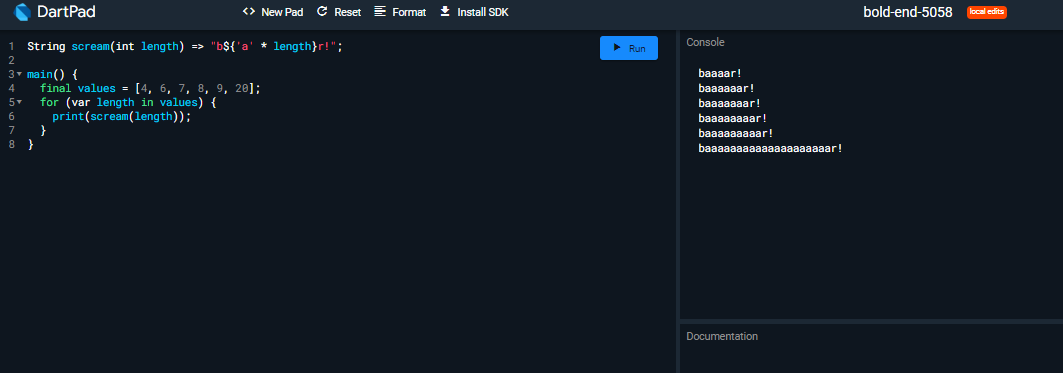 DartPad
<> New Pad
Reset
Format
Install SDK
bold-end-5058
local edits
1 String scream(int length) => "b${'a' * length}r!";
2
3 main() {
4   final values = [4, 6, 7, 8, 9, 20];
5   for (var length in values) {
6     print(scream(length));
7   }
8 }
Run
Console
baaaar!
baaaaaar!
baaaaaaar!
baaaaaaaar!
baaaaaaaaar!
baaaaaaaaaaaaaaaaaaaar!
Documentation